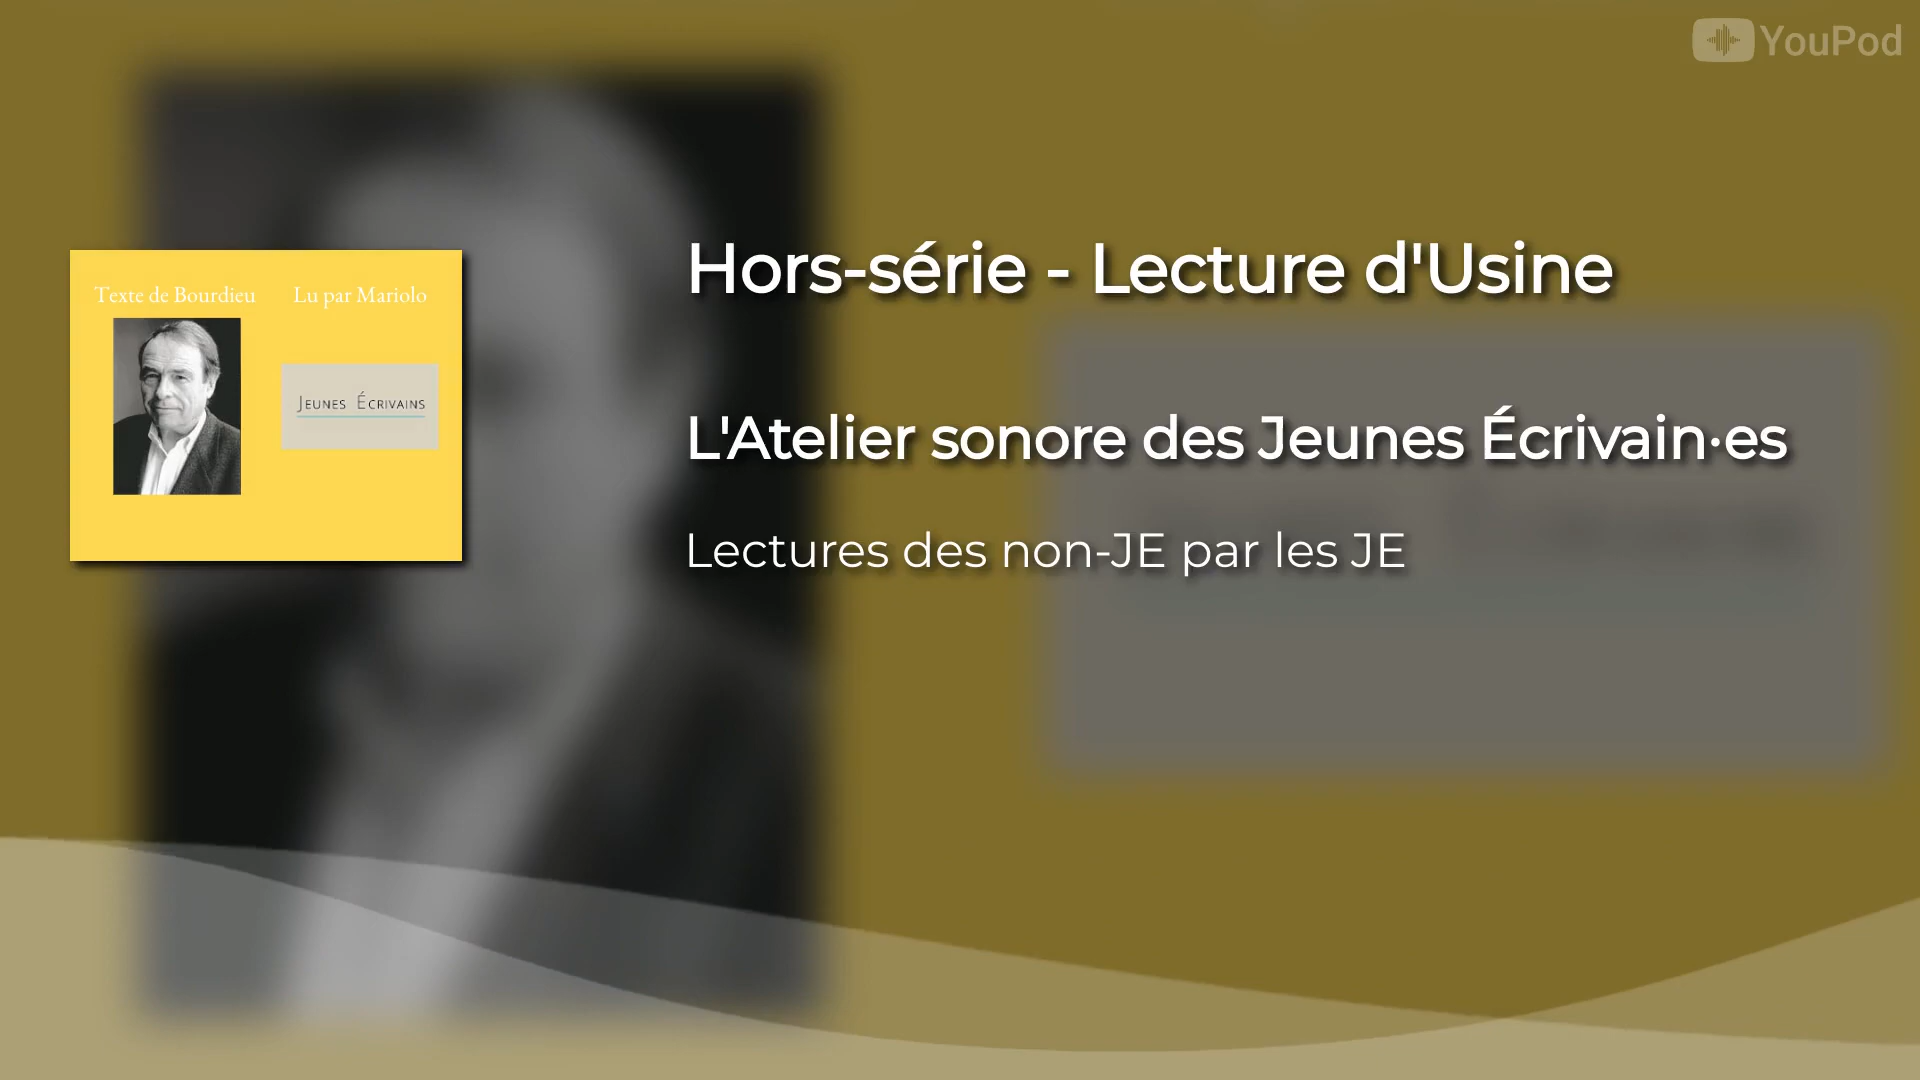 YouPod
Hors-série - Lecture d'Usine
Texte de Bourdieu
Lu par Mariolo
JEUNES ÉCRIVAINS
L'Atelier sonore des Jeunes Écrivain·es
Lectures des non-JE par les JE